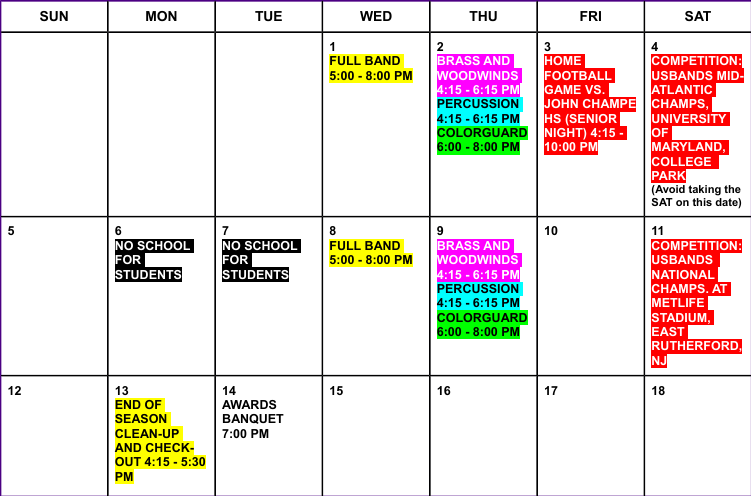 SUN MON TUE WED THU FRI SAT
1
FULL BAND
5:00 - 8:00 PM
2
BRASS AND
WOODWINDS
4:15 - 6:15 PM
PERCUSSION
4:15 - 6:15 PM
COLORGUARD
6:00 - 8:00 PM
3
HOME
FOOTBALL
GAME VS.
JOHN CHAMPE
HS (SENIOR
NIGHT) 4:15 -
10:00 PM
4
COMPETITION:
USBANDS MID-
ATLANTIC
CHAMPS,
UNIVERSITY
OF
MARYLAND,
COLLEGE
PARK
(Avoid taking the
SAT on this date)
5
6
NO SCHOOL
FOR
STUDENTS
7
NO SCHOOL
FOR
STUDENTS
8
FULL BAND
5:00 - 8:00 PM
9
BRASS AND
WOODWINDS
4:15 - 6:15 PM
PERCUSSION
4:15 - 6:15 PM
COLORGUARD
6:00 - 8:00 PM
10
11
COMPETITION:
USBANDS
NATIONAL
CHAMPS. AT
METLIFE
STADIUM,
EAST
RUTHERFORD,
NJ
12
13
END OF
SEASON
CLEAN-UP
AND CHECK-
OUT 4:15 - 5:30
PM
14
AWARDS
BANQUET
7:00 PM
15
16
17
18